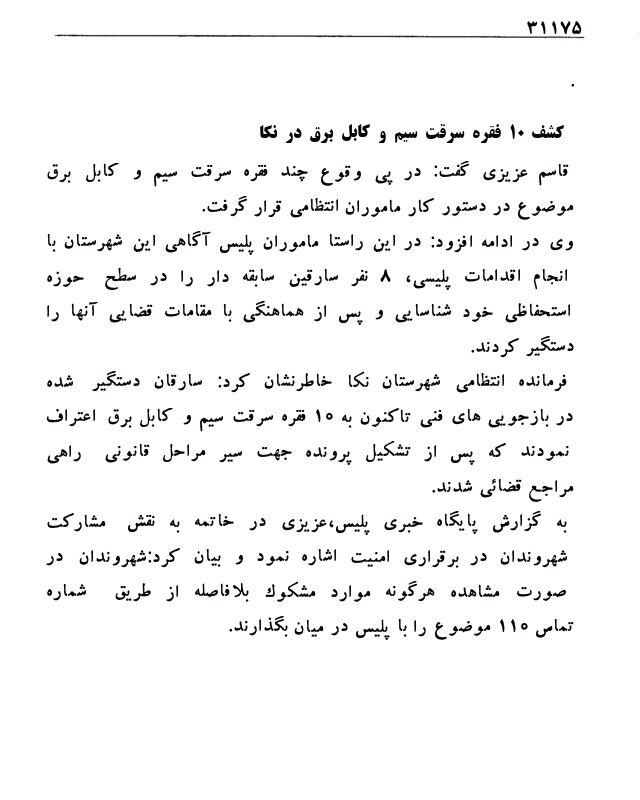 ۳۱۱۷۵
کشف ۱۰ فقره سرقت سیم و کابل برق در نکا
قاسم عزیزی گفت: در پی وقوع چند فقره سرقت سیم و کابل برق
موضوع در دستور کار ماموران انتظامی قرار گرفت.
وی در ادامه افزود: در این راستا ماموران پلیس آگاهی این شهرستان با
انجام اقدامات پلیسی، ۸ نفر سارقین سابقه دار را در سطح حوزه
استحفاظی خود شناسایی و پس از هماهنگی با مقامات قضایی آنها را
دستگیر کردند.
فرمانده انتظامی شهرستان نکا خاطرنشان کرد: سارقان دستگیر شده
در بازجویی های فنی تاکنون به ۱۰ فقره سرقت سیم و کابل برق اعتراف
نمودند که پس از تشکیل پرونده جهت سیر مراحل قانونی راهی
مراجع قضائی شدند.
به گزارش پایگاه خبری پلیس،عزیزی در خاتمه به نقش مشارکت
شهروندان در برقراری امنیت اشاره نمود و بیان کرد:شهروندان در
صورت مشاهده هرگونه موارد مشکوك بلافاصله از طریق شماره
تماس ۱۱۰ موضوع را با پلیس در میان بگذارند.